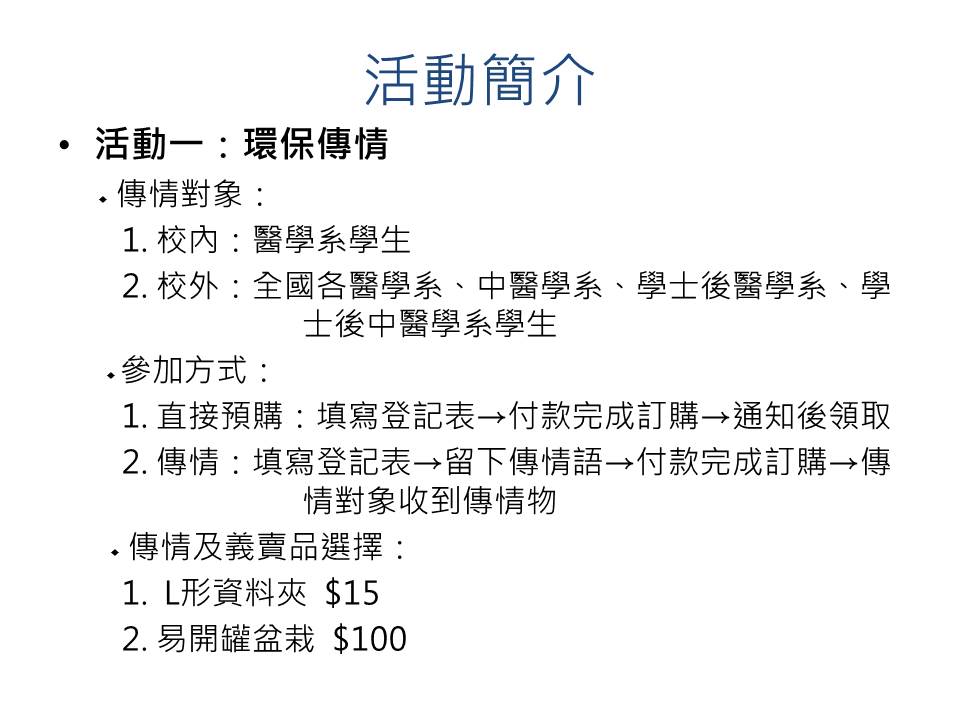 活動簡介
• 活動一：環保傳情
⬥ 傳情對象：
1. 校內：醫學系學生
2. 校外：全國各醫學系、中醫學系、學士後醫學系、學
士後中醫學系學生
⬥ 參加方式：
1. 直接預購：填寫登記表→付款完成訂購→通知後領取
2. 傳情：填寫登記表→留下傳情語→付款完成訂購→傳
情對象收到傳情物
⬥ 傳情及義賣品選擇：
1. L形資料夾 $15
2. 易開罐盆栽 $100